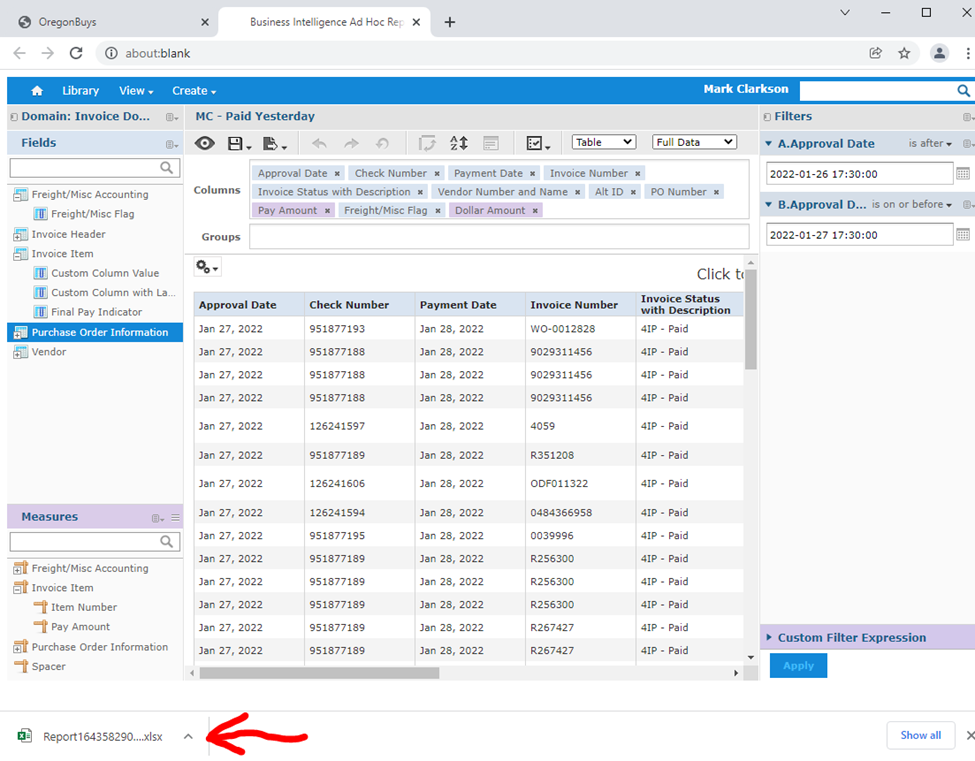 OregonBuys
Business Intelligence Ad Hoc Rep
about:blank
Library View Create
Mark Clarkson
Domain: Invoice Do...
MC - Paid Yesterday
Filters
Fields
Table
Full Data
A.Approval Date is after
2022-01-26 17:30:00
B.Approval D... is on or before
2022-01-27 17:30:00
Columns
Approval Date × Check Number × Payment Date × Invoice Number ×
Invoice Status with Description × Vendor Number and Name × Alt ID × PO Number ×
Pay Amount × Freight/Misc Flag × Dollar Amount ×
Groups
Freight/Misc Accounting
Freight/Misc Flag
Invoice Header
Invoice Item
Custom Column Value
Custom Column with La...
Final Pay Indicator
Purchase Order Information
Vendor
Measures
Freight/Misc Accounting
Invoice Item
Item Number
Pay Amount
Purchase Order Information
Spacer
Click to
Approval Date Check Number Payment Date Invoice Number Invoice Status
with Description
Jan 27, 2022 951877193 Jan 28, 2022 WO-0012828 4IP - Paid
Jan 27, 2022 951877188 Jan 28, 2022 9029311456 4IP - Paid
Jan 27, 2022 951877188 Jan 28, 2022 9029311456 4IP - Paid
Jan 27, 2022 951877188 Jan 28, 2022 9029311456 4IP - Paid
Jan 27, 2022 126241597 Jan 28, 2022 4059 4IP - Paid
Jan 27, 2022 951877189 Jan 28, 2022 R351208 4IP - Paid
Jan 27, 2022 126241606 Jan 28, 2022 ODF011322 4IP - Paid
Jan 27, 2022 126241594 Jan 28, 2022 0484366958 4IP - Paid
Jan 27, 2022 951877195 Jan 28, 2022 0039996 4IP - Paid
Jan 27, 2022 951877189 Jan 28, 2022 R256300 4IP - Paid
Jan 27, 2022 951877189 Jan 28, 2022 R256300 4IP - Paid
Jan 27, 2022 951877189 Jan 28, 2022 R256300 4IP - Paid
Jan 27, 2022 951877189 Jan 28, 2022 R267427 4IP - Paid
Jan 27, 2022 951877189 Jan 28, 2022 R267427 4IP - Paid
Custom Filter Expression
Apply
Report164358290....xlsx
Show all